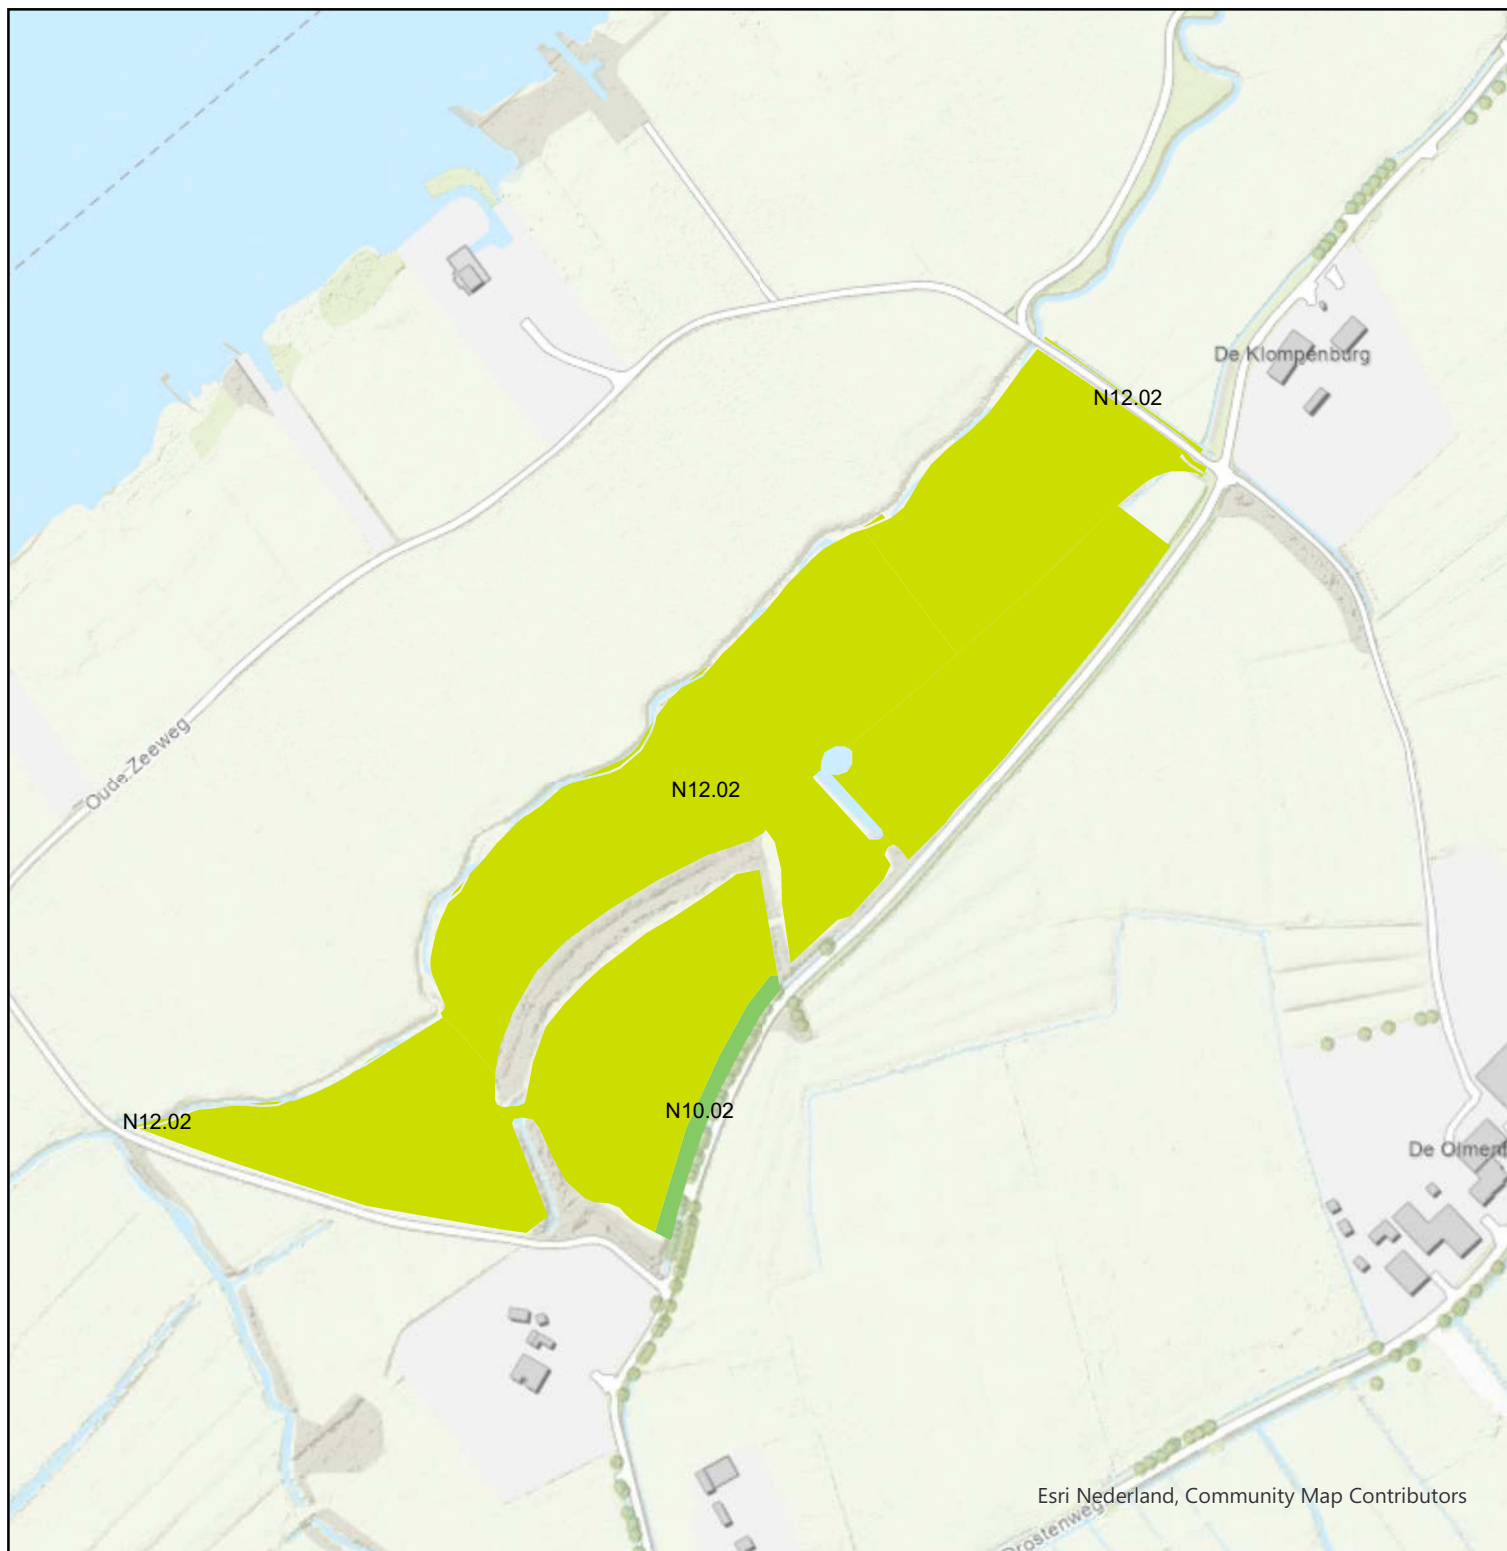 De Klompenburg
N12.02
Oude Zeeweg
N12.02
N10.02
N12.02
De Olmen
Esri Nederland, Community Map Contributors
Drostenweg